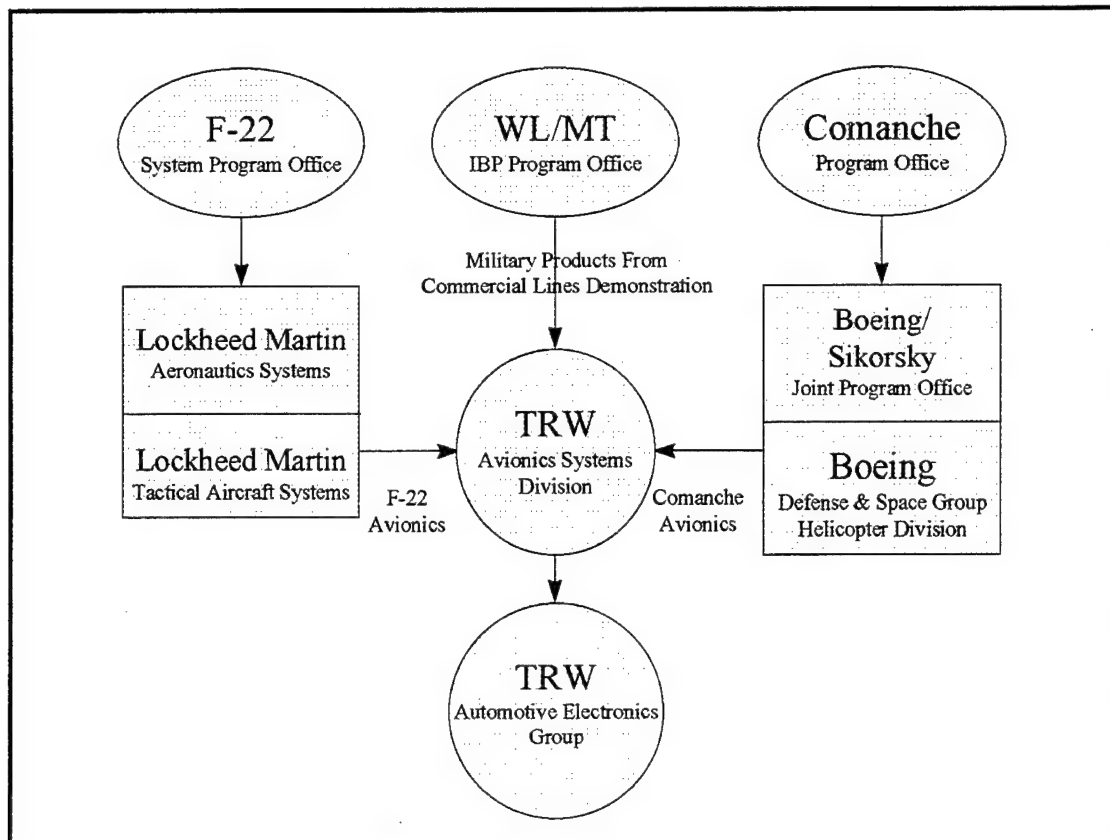 F-22
System Program Office
WL/MT
IBP Program Office
Comanche
Program Office
Military Products From
Commercial Lines Demonstration
Lockheed Martin
Aeronautics Systems
Boeing/
Sikorsky
Joint Program Office
Lockheed Martin
Tactical Aircraft Systems
F-22
Avionics
TRW
Avionics Systems
Division
Comanche
Avionics
Boeing
Defense & Space Group
Helicopter Division
TRW
Automotive Electronics
Group